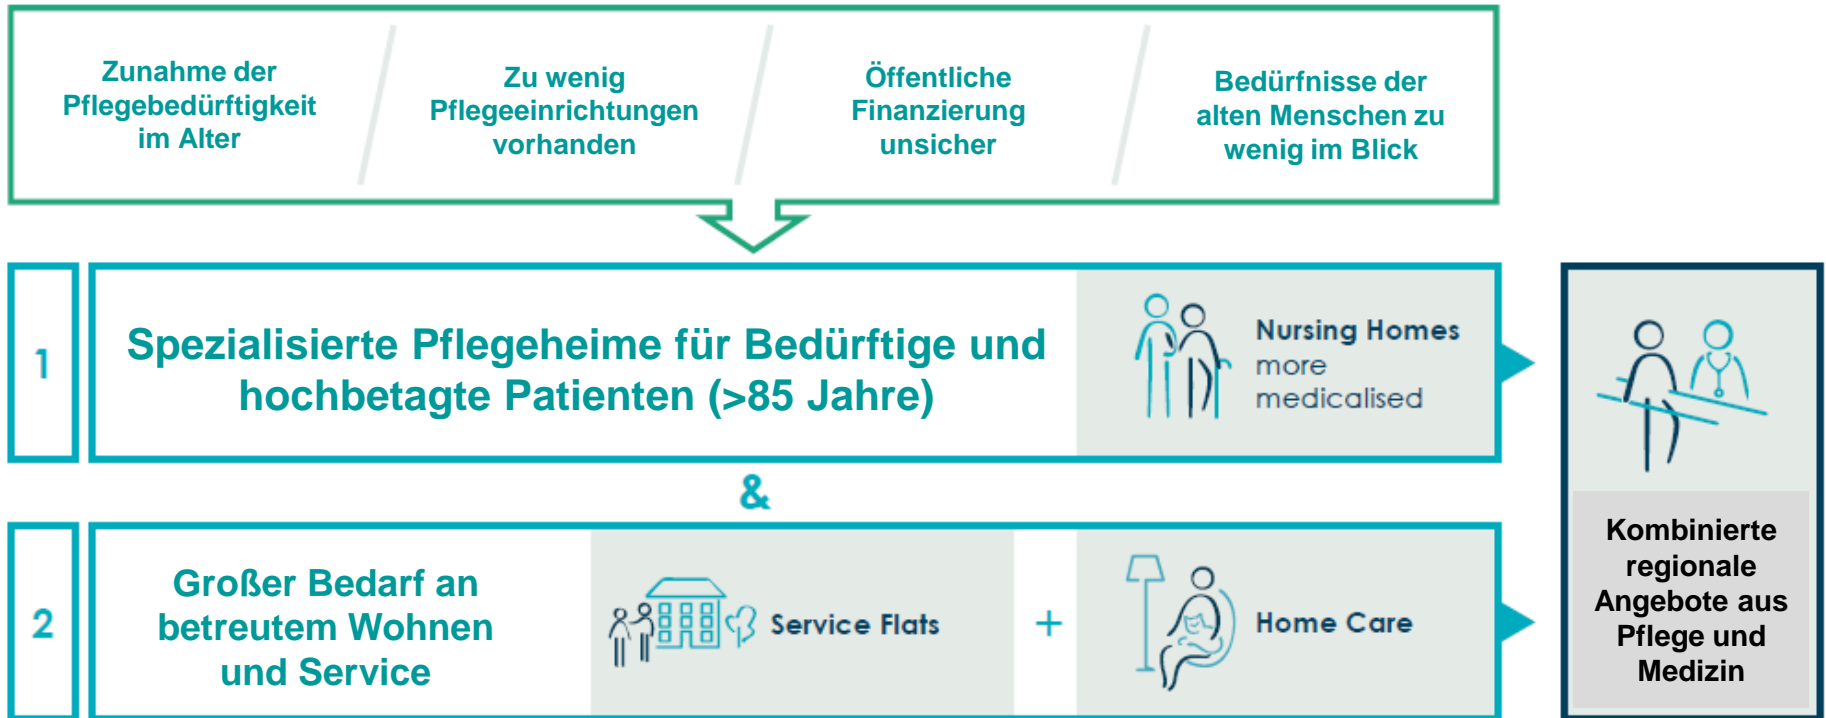 Zunahme der
Pflegebedürftigkeit
im Alter
Zu wenig
Pflegeeinrichtungen
vorhanden
Öffentliche
Finanzierung
unsicher
Bedürfnisse der
alten Menschen zu
wenig im Blick
1
Spezialisierte Pflegeheime für Bedürftige und
hochbetagte Patienten (>85 Jahre)
Nursing Homes
more
medicalised
&
2
Großer Bedarf an
betreutem Wohnen
und Service
Service Flats
+
Home Care
Kombinierte
regionale
Angebote aus
Pflege und
Medizin